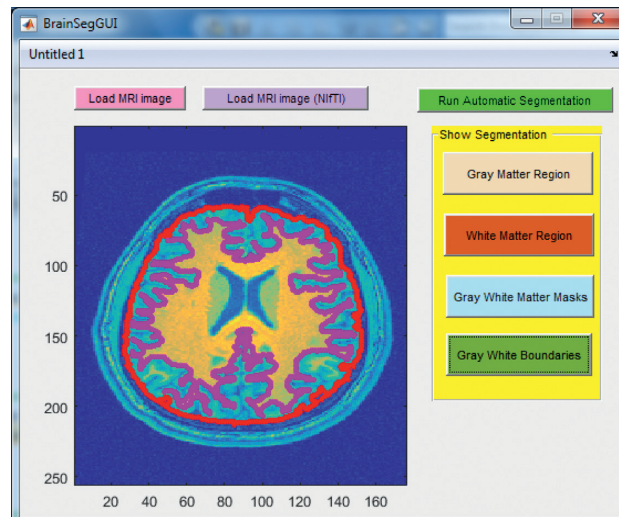 BrainSegGUI
Untitled 1
Load MRI image
Load MRI image (NIfTI)
Run Automatic Segmentation
Show Segmentation
Gray Matter Region
White Matter Region
Gray White Matter Masks
Gray White Boundaries
50
100
150
200
250
20 40 60 80 100 120 140 160